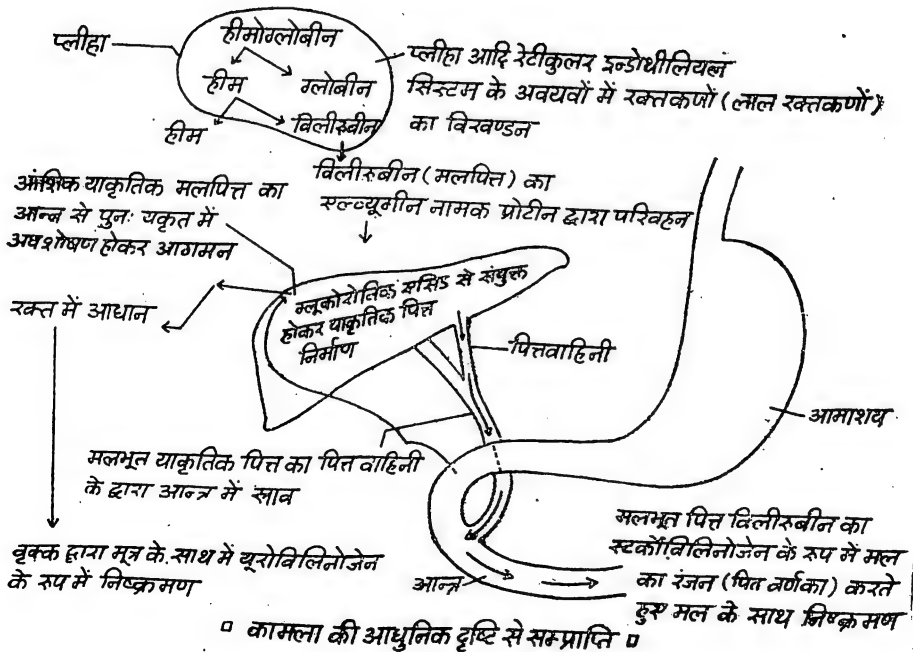 प्लीहा
हीमोग्लोबीन
हीम
ग्लोबीन
हीम
विलीरूबीन
प्लीहा आदि रेटीकुलर इन्डोथीलियल
सिस्टम के अवयवों में रक्तकणों (लाल रक्तकणों)
का विखण्डन
विलीरूबीन (मलपित्त) का
एल्व्यूमीन नामक प्रोटीन द्वारा परिवहन
आंशिक याकृतिक मलपित्त का
आन्त्र से पुनः यकृत में
अवशोषण होकर आगमन
रक्त में आधान
ग्लूकोरोनिक एसिड से संयुक्त
होकर याकृतिक पित्त
निर्माण
पित्तवाहिनी
आमाशय
मलभूत याकृतिक पित्त का पित्त वाहिनी
के द्वारा आन्त्र में स्राव
वृक्क द्वारा मूत्र के साथ में यूरोविलिनोजेन
के रूप में निष्क्रमण
आन्त्र
मलभूत पित्त विलीरूबीन का
स्टर्कोविलिनोजेन के रूप में मल
का रंजन (पित वर्णका) करते
हुए मल के साथ निष्क्रमण
▫ कामला की आधुनिक दृष्टि से सम्प्राप्ति ▫